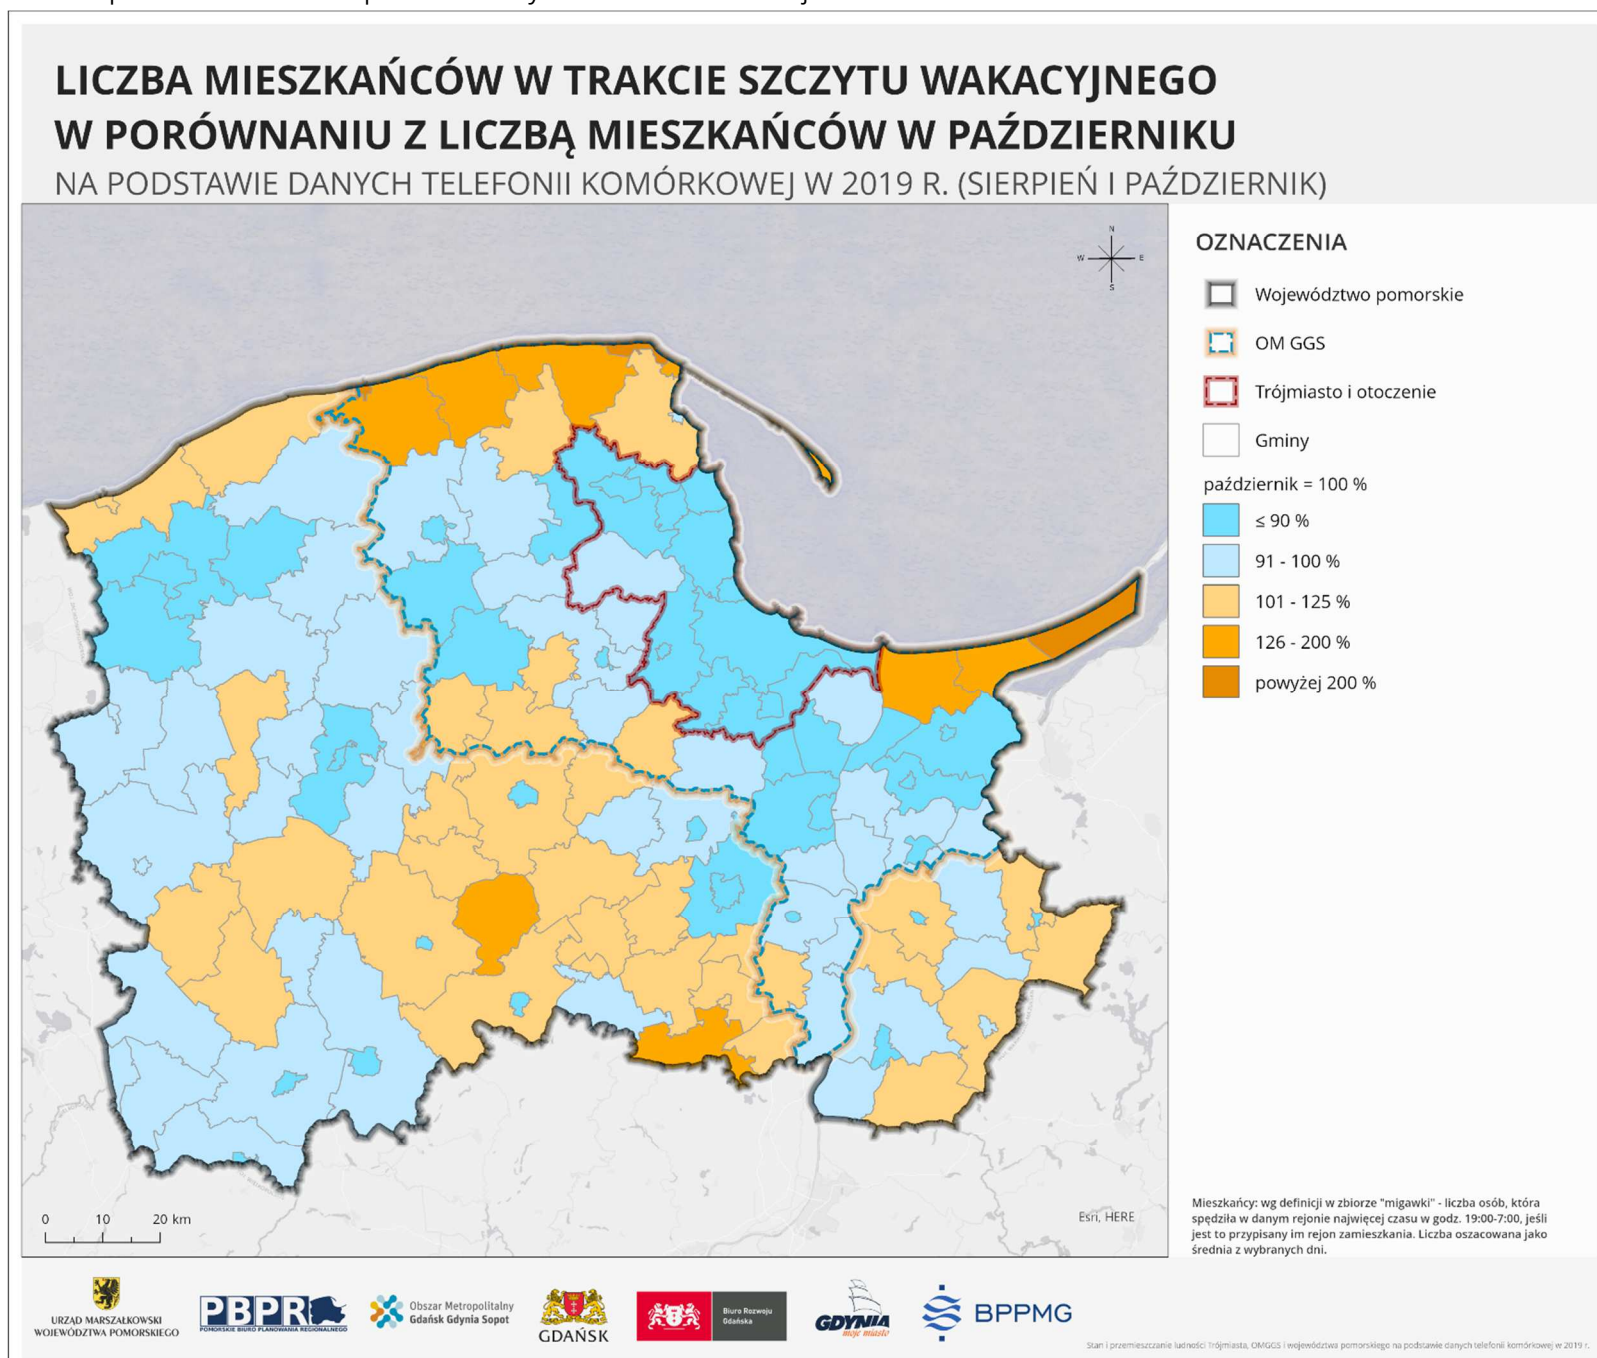 LICZBA MIESZKAŃCÓW W TRAKCIE SZCZYTU WAKACYJNEGO
W PORÓWNANIU Z LICZBĄ MIESZKAŃCÓW W PAŹDZIERNIKU
NA PODSTAWIE DANYCH TELEFONII KOMÓRKOWEJ W 2019 R. (SIERPIEŃ I PAŹDZIERNIK)
N
W
E
S
OZNACZENIA
Województwo pomorskie
OM GGS
Trójmiasto i otoczenie
Gminy
październik = 100 %
≤ 90 %
91 - 100 %
101 - 125 %
126 - 200 %
powyżej 200 %
Mieszkańcy: wg definicji w zbiorze "migawki" - liczba osób, która
spędziła w danym rejonie najwięcej czasu w godz. 19:00-7:00, jeśli
jest to przypisany im rejon zamieszkania. Liczba oszacowana jako
średnia z wybranych dni.
0 10 20 km
Esri, HERE
URZĄD MARSZAŁKOWSKI
WOJEWÓDZTWA POMORSKIEGO
PBPR
POMORSKIE BIURO PLANOWANIA REGIONALNEGO
Obszar Metropolitalny
Gdańsk Gdynia Sopot
GDAŃSK
Biuro Rozwoju
Gdańska
GDYNIA
moje miasto
BPPMG
Stan i przemieszczanie ludności Trójmiasta, OMGGS i województwa pomorskiego na podstawie danych telefonii komórkowej w 2019 r.